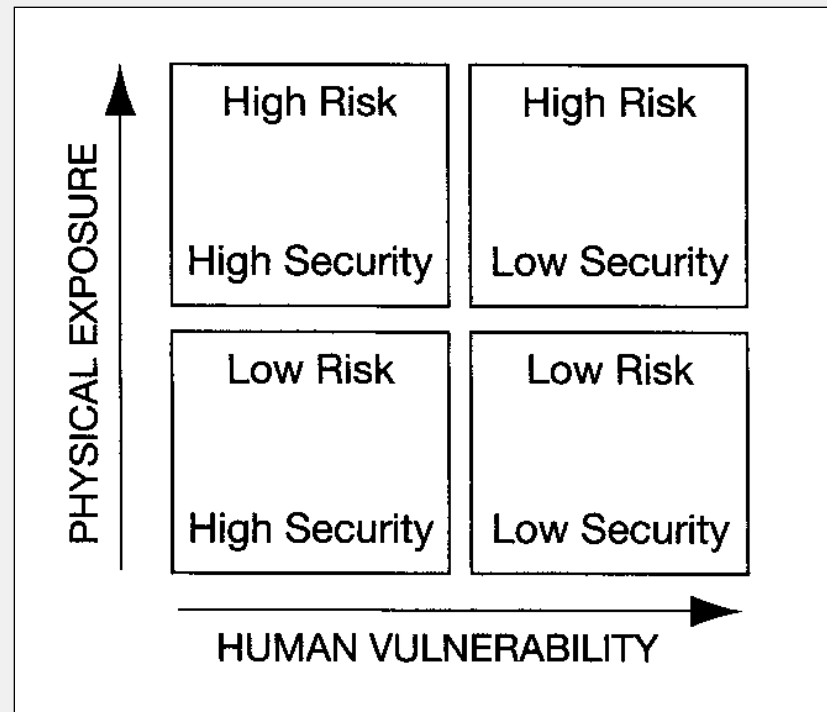 PHYSICAL EXPOSURE
High Risk
High Security
High Risk
Low Security
Low Risk
High Security
Low Risk
Low Security
HUMAN VULNERABILITY